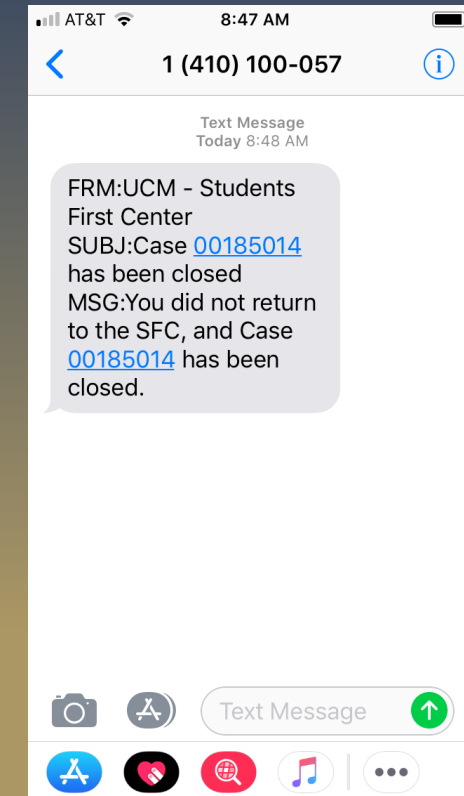 AT&T 8:47 AM
1 (410) 100-057
Text Message
Today 8:48 AM
FRM:UCM - Students
First Center
SUBJ:Case 00185014
has been closed
MSG:You did not return
to the SFC, and Case
00185014 has been
closed.
Text Message